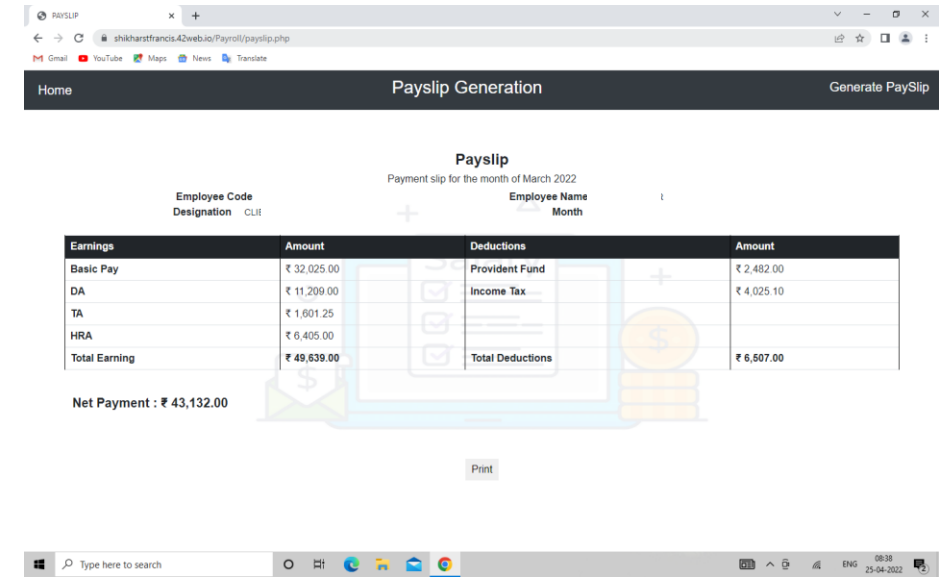 PAYSLIP
shikharstfrancis.42web.io/Payroll/payslip.php
Gmail YouTube Maps News Translate
Home Payslip Generation Generate PaySlip
Payslip
Payment slip for the month of March 2022
Employee Code Employee Name
Designation CLIE Month
Earnings Amount Deductions Amount
Basic Pay ₹ 32,025.00 Provident Fund ₹ 2,482.00
DA ₹ 11,209.00 Income Tax ₹ 4,025.10
TA ₹ 1,601.25
HRA ₹ 6,405.00
Total Earning ₹ 49,639.00 Total Deductions ₹ 6,507.00
Net Payment : ₹ 43,132.00
Print
Type here to search ENG 08:38
25-04-2022 2